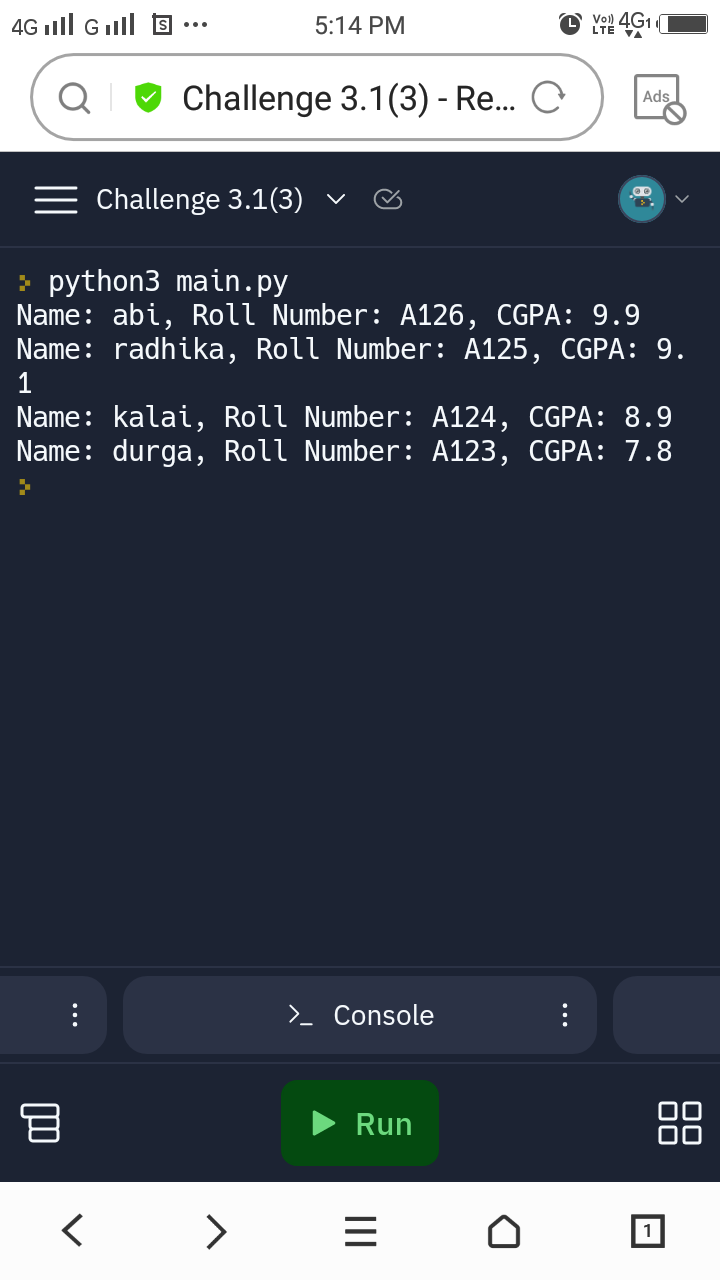 4G G S ... 5:14 PM Vo)) LTE 4G1
Challenge 3.1(3) - Re... Ads
Challenge 3.1(3)
python3 main.py
Name: abi, Roll Number: A126, CGPA: 9.9
Name: radhika, Roll Number: A125, CGPA: 9.
1
Name: kalai, Roll Number: A124, CGPA: 8.9
Name: durga, Roll Number: A123, CGPA: 7.8
>_ Console
Run
1